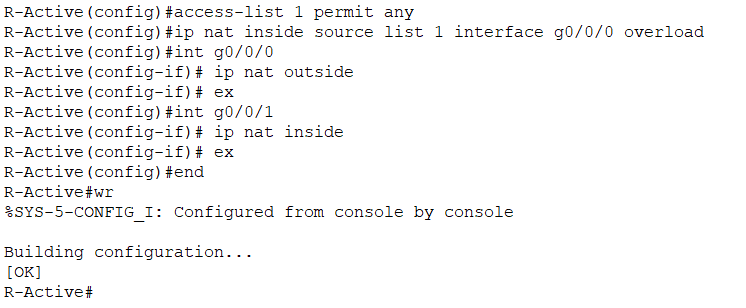 R-Active(config)#access-list 1 permit any
R-Active(config)#ip nat inside source list 1 interface g0/0/0 overload
R-Active(config)#int g0/0/0
R-Active(config-if)# ip nat outside
R-Active(config-if)# ex
R-Active(config)#int g0/0/1
R-Active(config-if)# ip nat inside
R-Active(config-if)# ex
R-Active(config)#end
R-Active#wr
%SYS-5-CONFIG_I: Configured from console by console
Building configuration...
[OK]
R-Active#